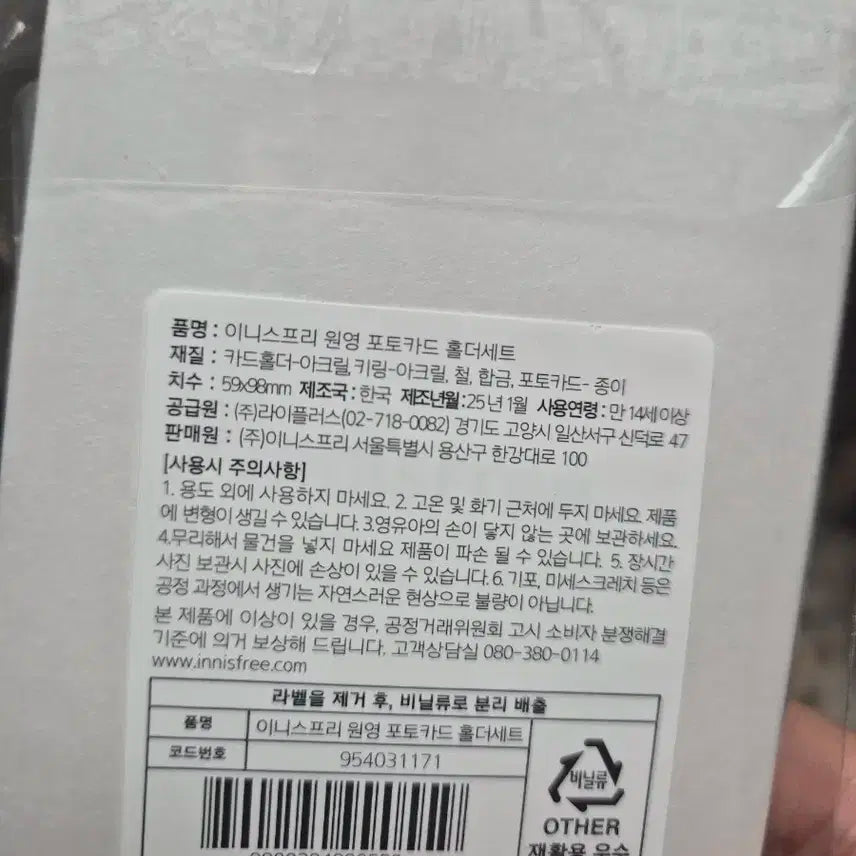 품명 : 이니스프리 원영 포토카드 홀더세트
재질 : 카드홀더-아크릴, 키링-아크릴, 철, 합금, 포토카드- 종이
치수 : 59x98mm 제조국 : 한국 제조년월 : 25년 1월 사용연령 : 만 14세 이상
공급원 : (주)라이플러스(02-718-0082) 경기도 고양시 일산서구 신덕로 47
판매원 : (주)이니스프리 서울특별시 용산구 한강대로 100
[사용시 주의사항]
1. 용도 외에 사용하지 마세요. 2. 고온 및 화기 근처에 두지 마세요. 제품
에 변형이 생길 수 있습니다. 3.영유아의 손이 닿지 않는 곳에 보관하세요.
4.무리해서 물건을 넣지 마세요 제품이 파손 될 수 있습니다. 5. 장시간
사진 보관시 사진에 손상이 있을 수 있습니다. 6. 기포, 미세스크레치 등은
공정 과정에서 생기는 자연스러운 현상으로 불량이 아닙니다.
본 제품에 이상이 있을 경우, 공정거래위원회 고시 소비자 분쟁해결
기준에 의거 보상해 드립니다. 고객상담실 080-380-0114
www.innisfree.com
라벨을 제거 후, 비닐류로 분리 배출
품명 이니스프리 원영 포토카드 홀더세트
코드번호 954031171
비닐류
OTHER
재활용 우수